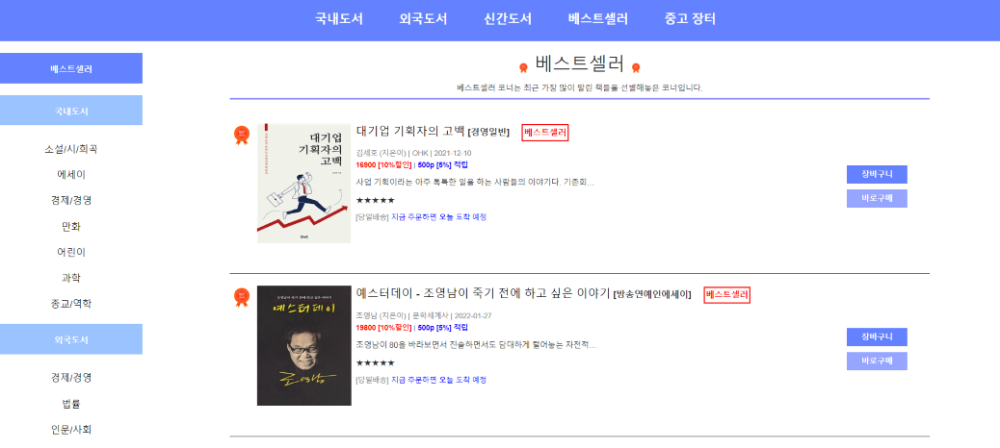 국내도서 외국도서 신간도서 베스트셀러 중고 장터
베스트셀러
국내도서
소설/시/희곡
에세이
경제/경영
만화
어린이
과학
종교/역학
외국도서
경제/경영
법률
인문/사회
베스트셀러
베스트셀러 코너는 최근 가장 많이 팔린 책들을 선별해놓은 코너입니다.
대기업
기획자의
고백
대기업 기획자의 고백 [경영일반] 베스트셀러
김세호 (지은이) | OHK | 2021-12-10
16900 [10%할인] | 500p [5%] 적립
사업 기획이라는 아주 독특한 일을 하는 사람들의 이야기다. 기존회...
★★★★★
[당일배송] 지금 주문하면 오늘 도착 예정
장바구니
바로구매
예스터데이
조영남
예스터데이 - 조영남이 죽기 전에 하고 싶은 이야기 [방송연예인에세이] 베스트셀러
조영남 (지은이) | 문학세계사 | 2022-01-27
19800 [10%할인] | 500p [5%] 적립
조영남이 80을 바라보면서 진솔하면서도 담대하게 털어놓는 자전적...
★★★★★
[당일배송] 지금 주문하면 오늘 도착 예정
장바구니
바로구매